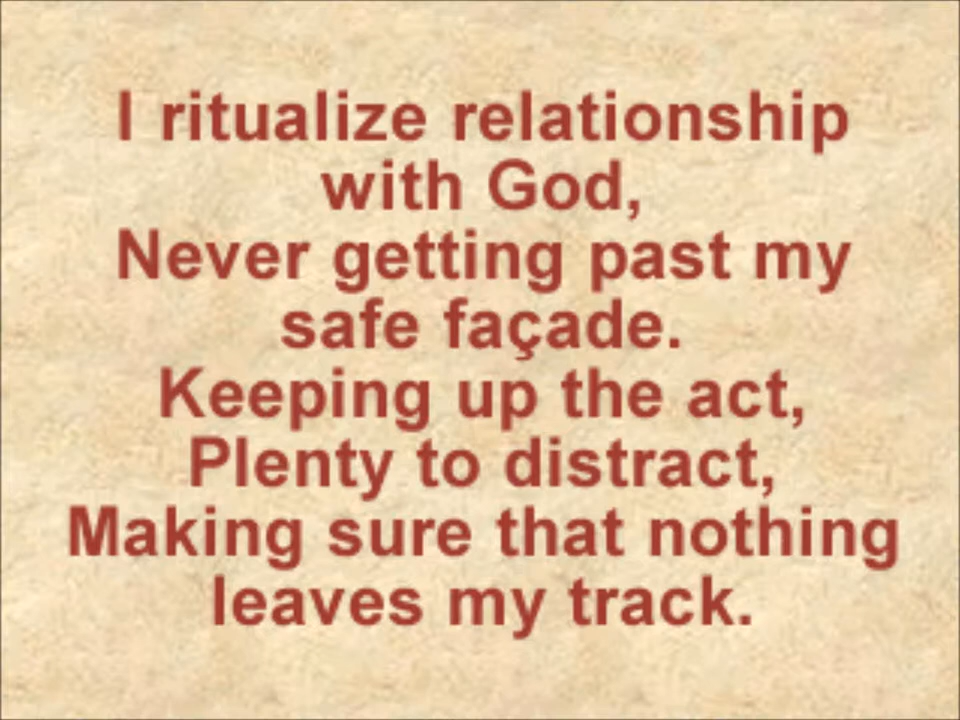 I ritualize relationship
with God,
Never getting past my
safe façade.
Keeping up the act,
Plenty to distract,
Making sure that nothing
leaves my track.